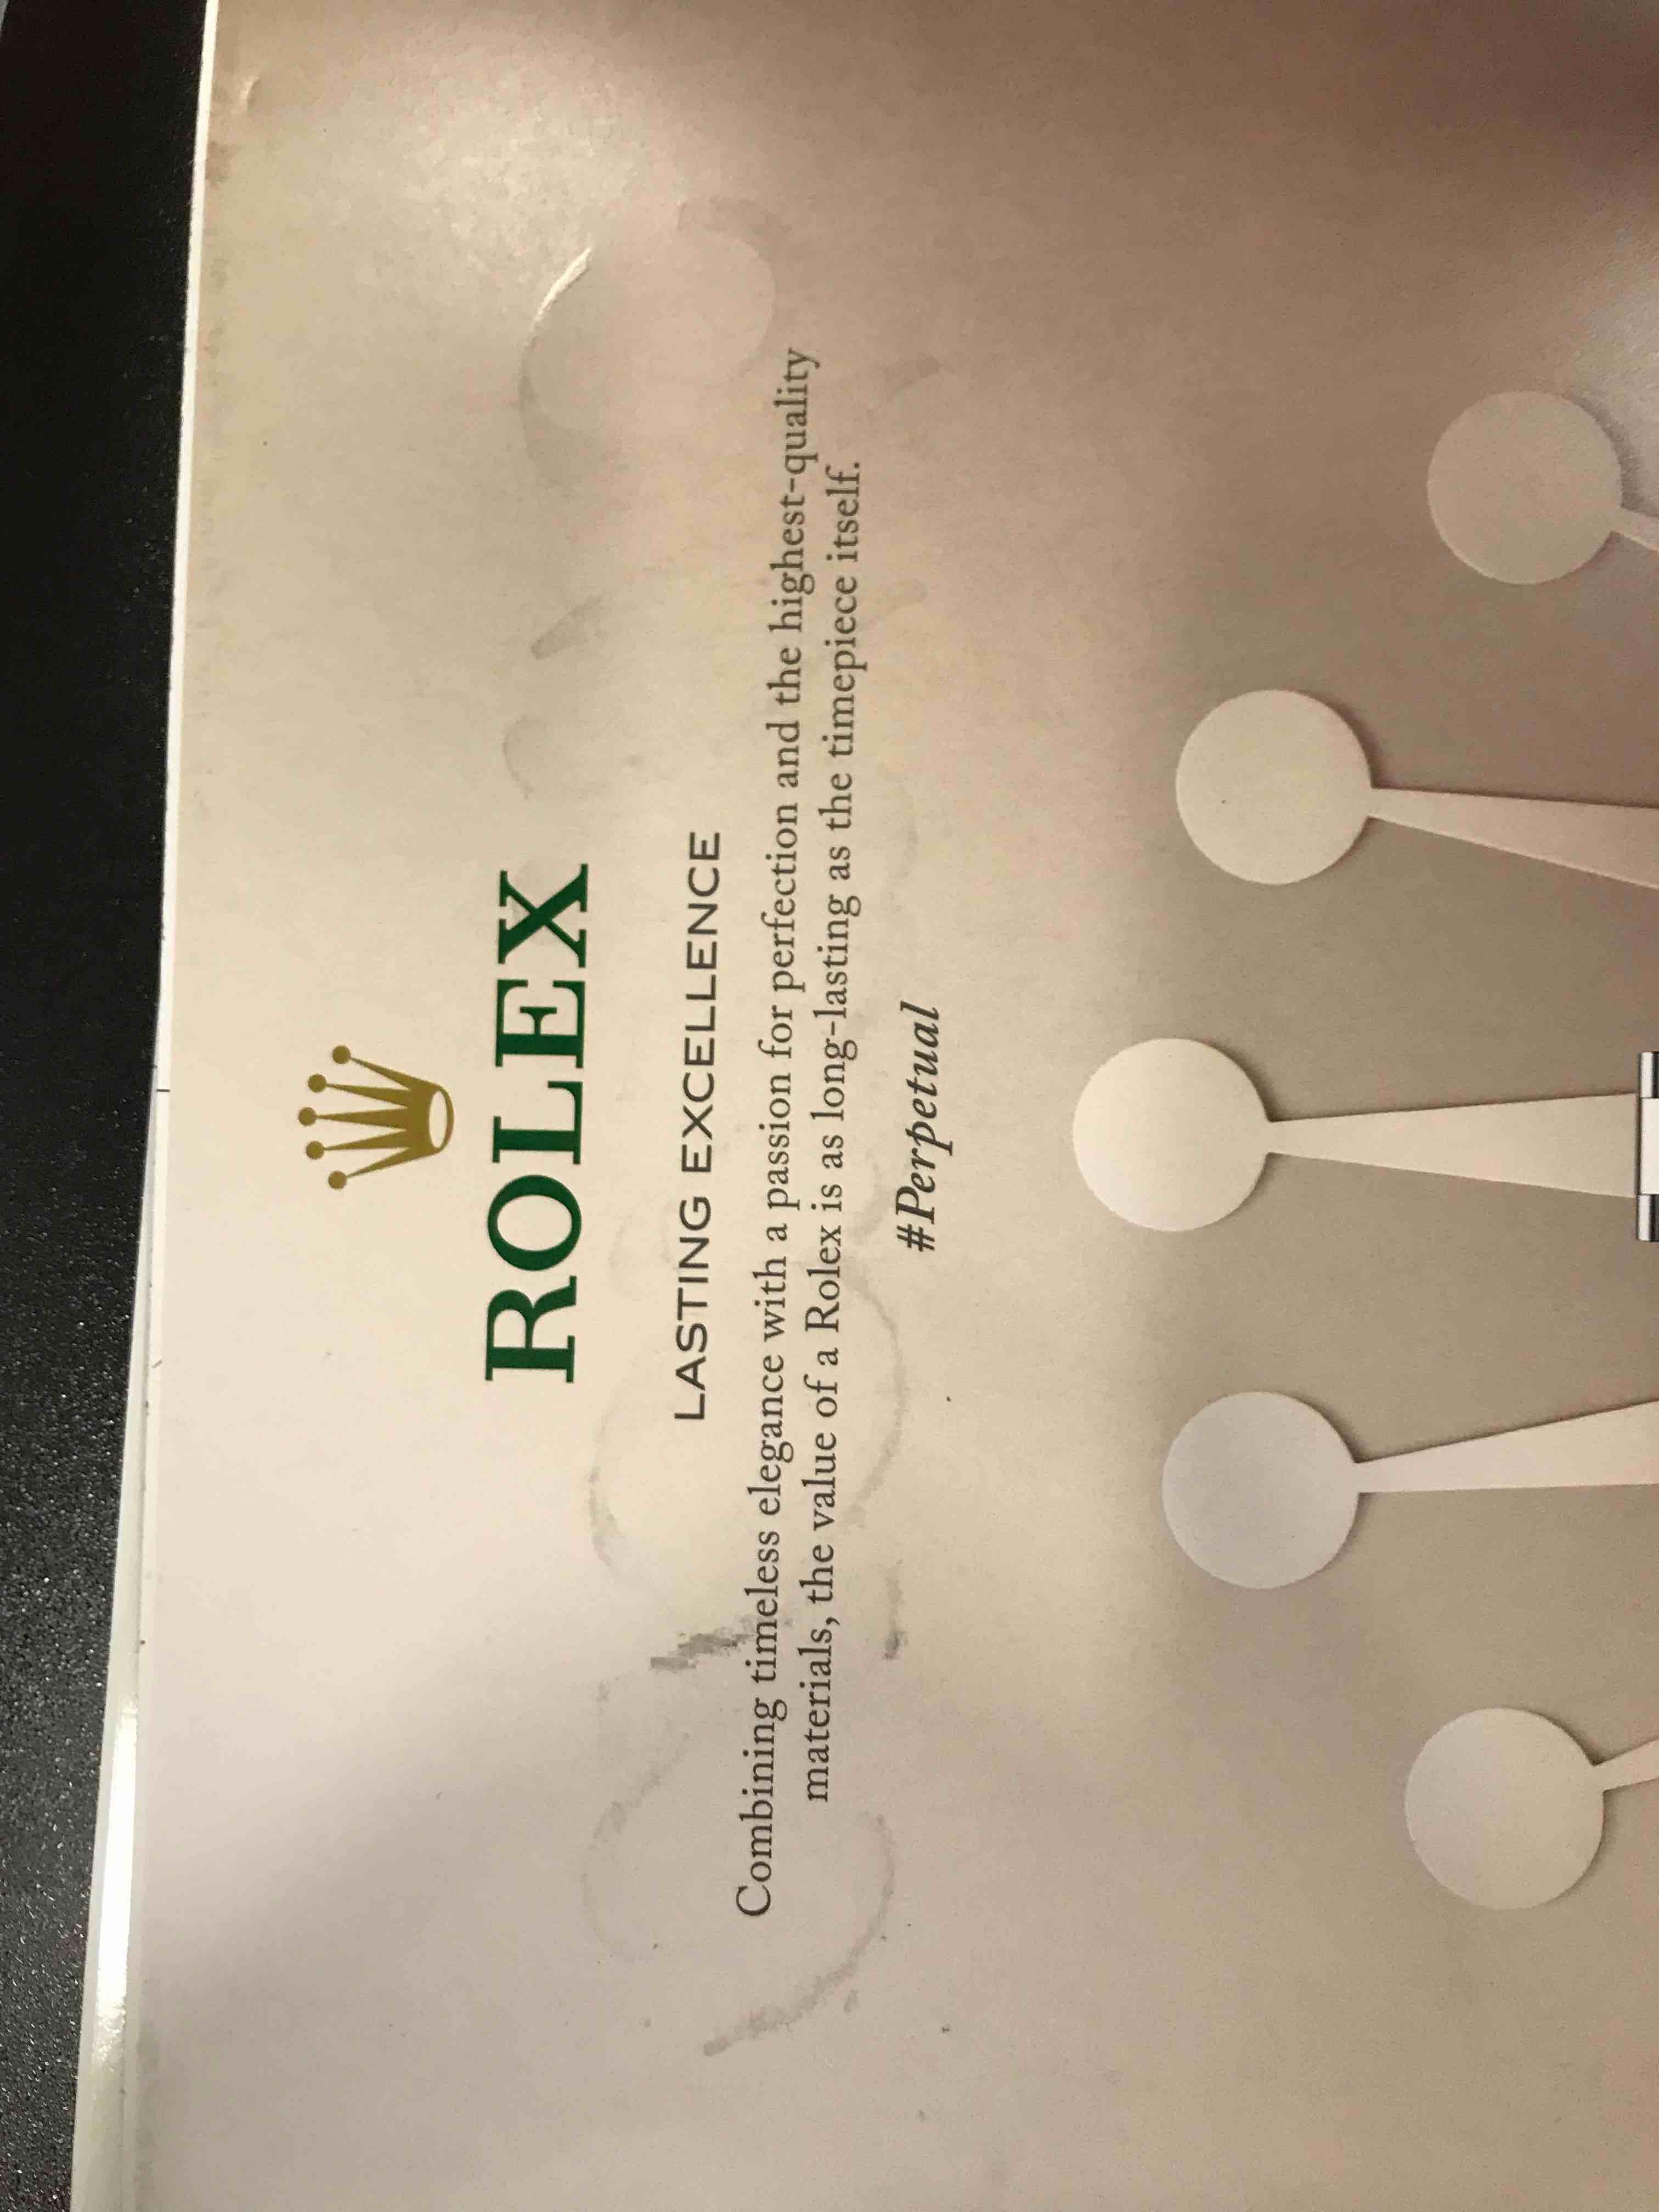 ROLEX
LASTING EXCELLENCE
Combining timeless elegance with a passion for perfection and the highest-quality
materials, the value of a Rolex is as long-lasting as the timepiece itself.
#Perpetual